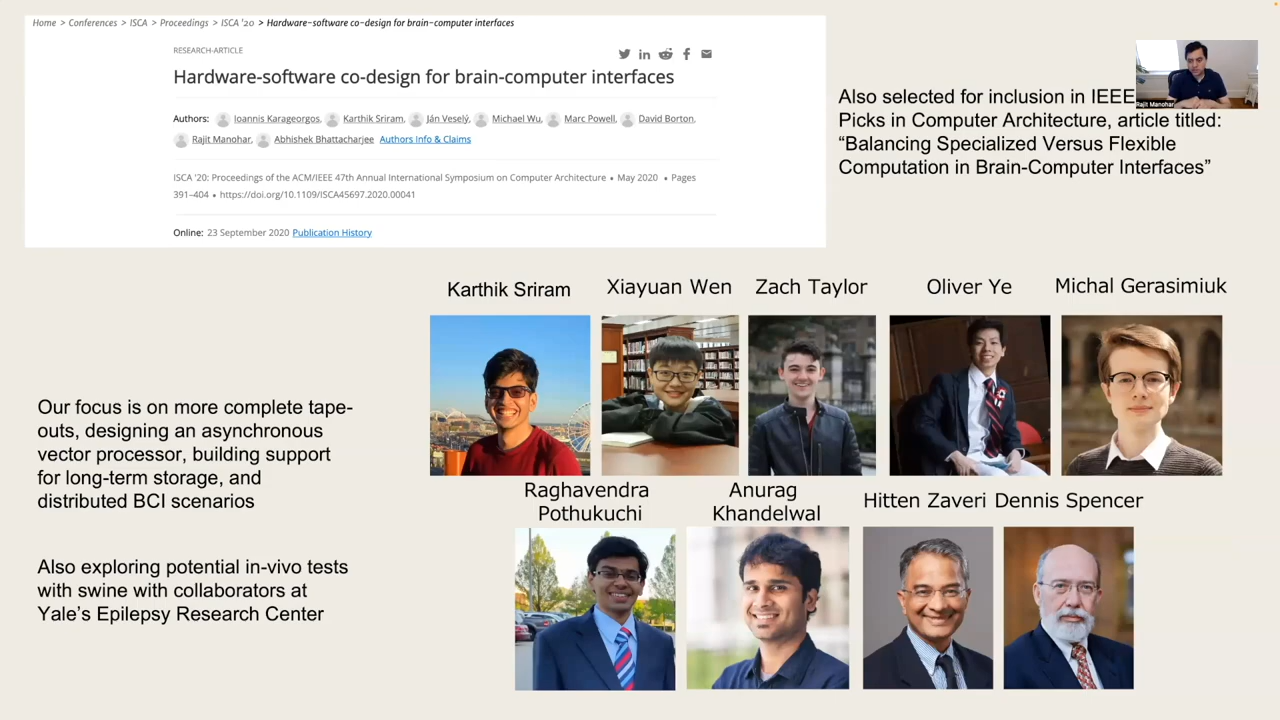 Home > Conferences > ISCA > Proceedings > ISCA '20 > Hardware-software co-design for brain-computer interfaces
RESEARCH-ARTICLE
Hardware-software co-design for brain-computer interfaces
Authors: Ioannis Karageorgos, Karthik Sriram, Ján Veselý, Michael Wu, Marc Powell, David Borton,
Rajit Manohar, Abhishek Bhattacharjee Authors Info & Claims
ISCA '20: Proceedings of the ACM/IEEE 47th Annual International Symposium on Computer Architecture • May 2020 • Pages
391–404 • https://doi.org/10.1109/ISCA45697.2020.00041
Online: 23 September 2020 Publication History
Rajit Manohar
Also selected for inclusion in IEEE
Picks in Computer Architecture, article titled:
“Balancing Specialized Versus Flexible
Computation in Brain-Computer Interfaces”
Karthik Sriram
Xiayuan Wen
Zach Taylor
Oliver Ye
Michal Gerasimiuk
Our focus is on more complete tape-
outs, designing an asynchronous
vector processor, building support
for long-term storage, and
distributed BCI scenarios
Also exploring potential in-vivo tests
with swine with collaborators at
Yale’s Epilepsy Research Center
Raghavendra
Pothukuchi
Anurag
Khandelwal
Hitten Zaveri
Dennis Spencer